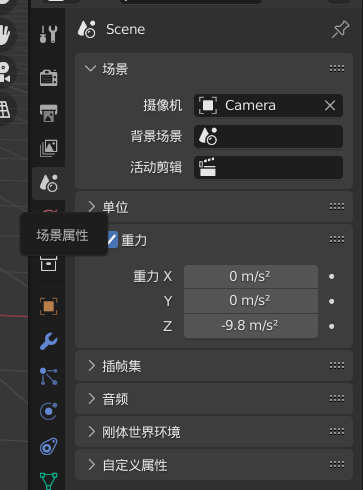 Scene
场景
摄像机 Camera
背景场景
活动剪辑
单位
场景属性
重力
重力 X 0 m/s²
Y 0 m/s²
Z -9.8 m/s²
插帧集
音频
刚体世界环境
自定义属性